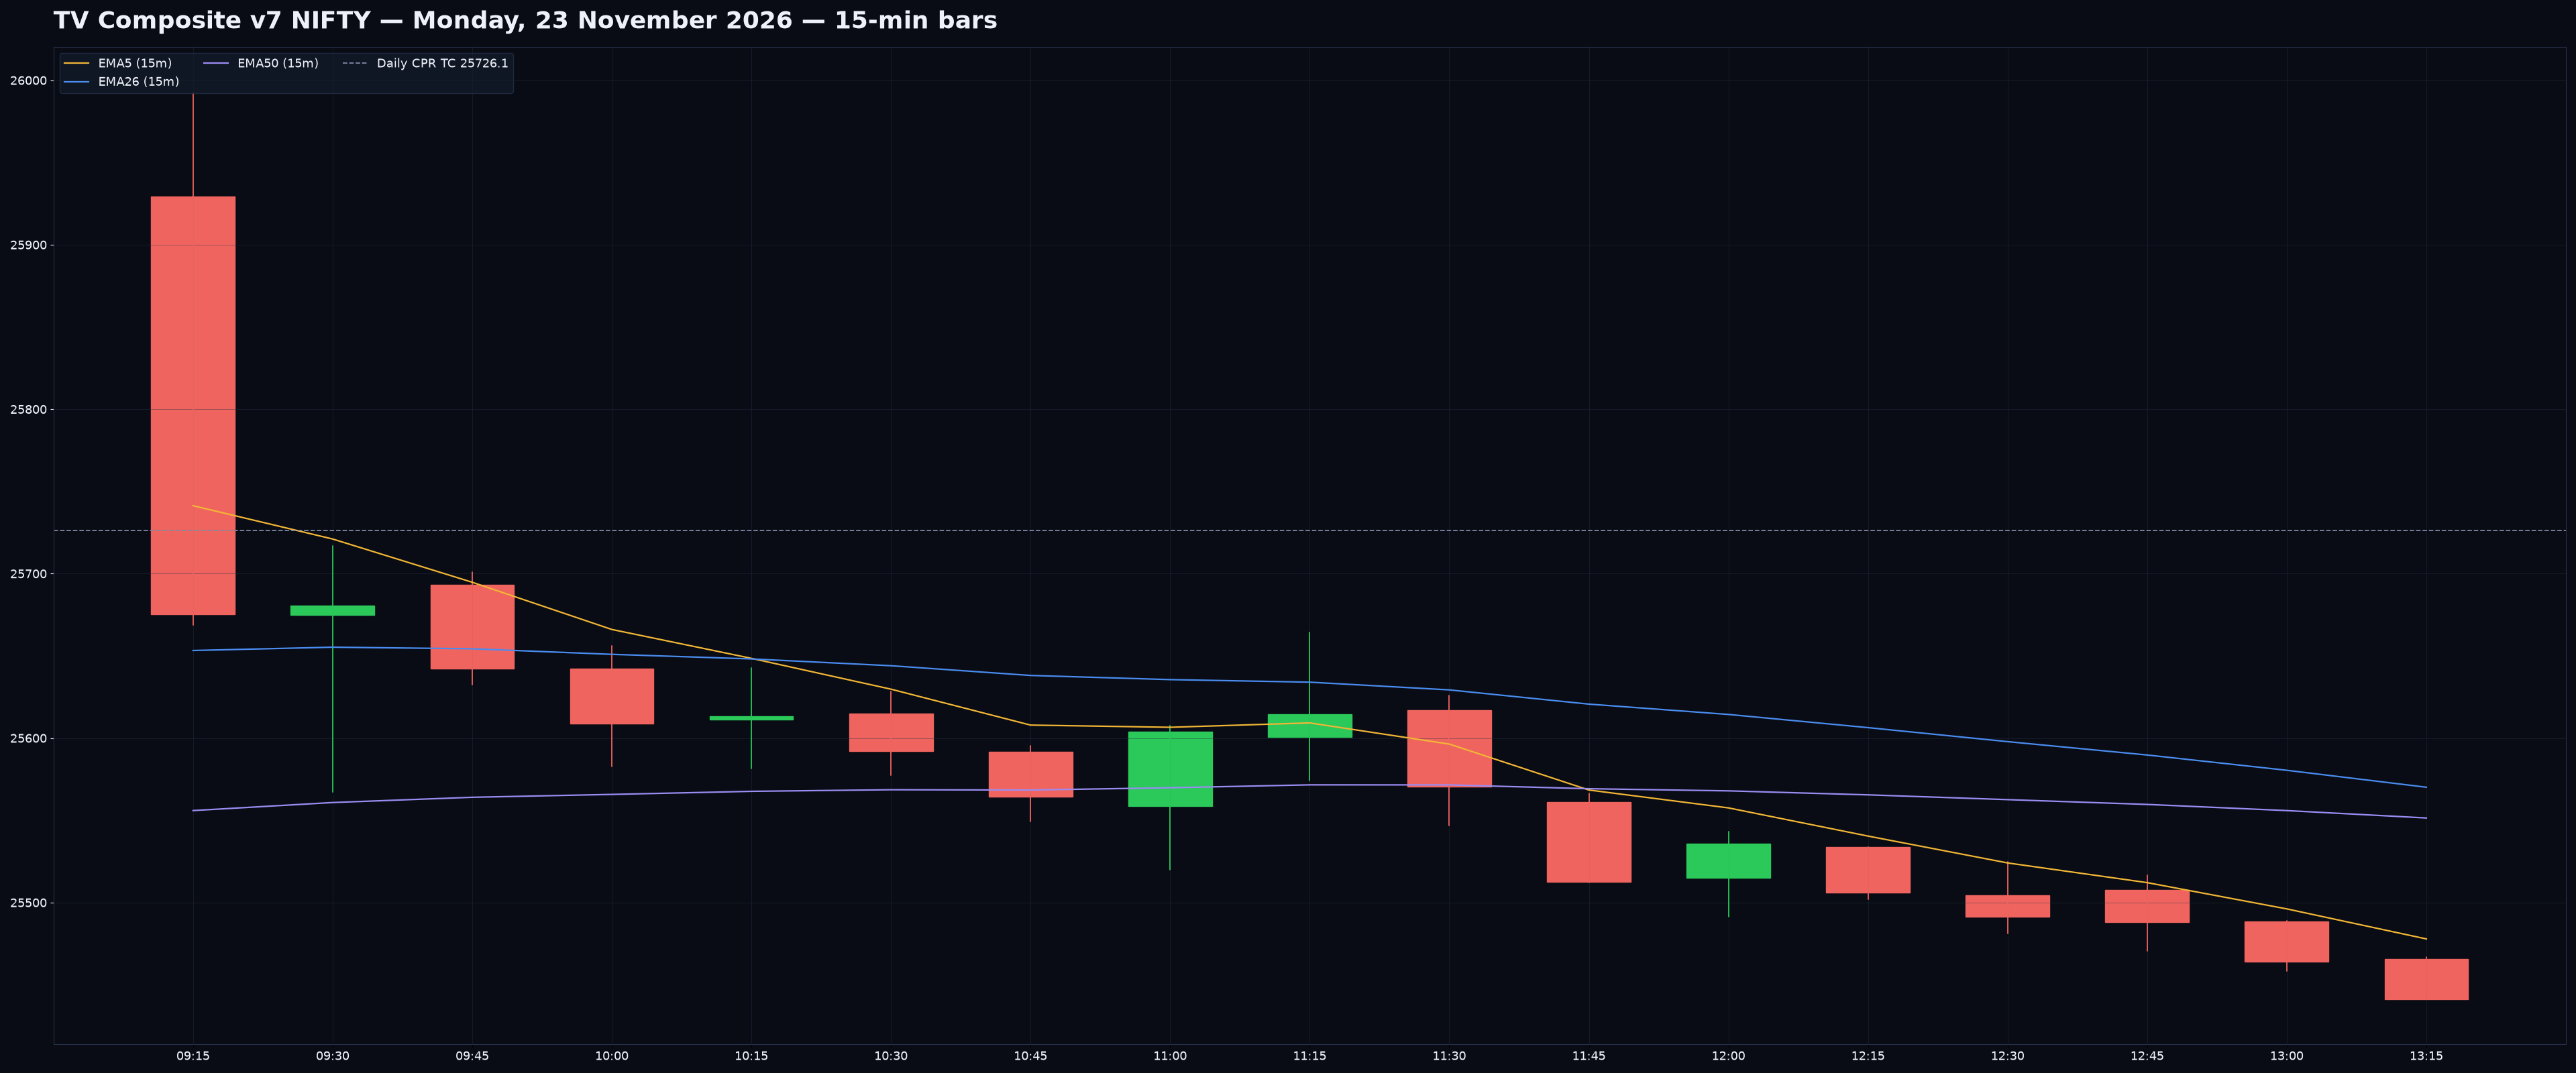 TV Composite v7 NIFTY — Monday, 23 November 2026 — 15-min bars
EMA5 (15m) EMA50 (15m) Daily CPR TC 25726.1
EMA26 (15m)
26000
25900
25800
25700
25600
25500
09:15 09:30 09:45 10:00 10:15 10:30 10:45 11:00 11:15 11:30 11:45 12:00 12:15 12:30 12:45 13:00 13:15